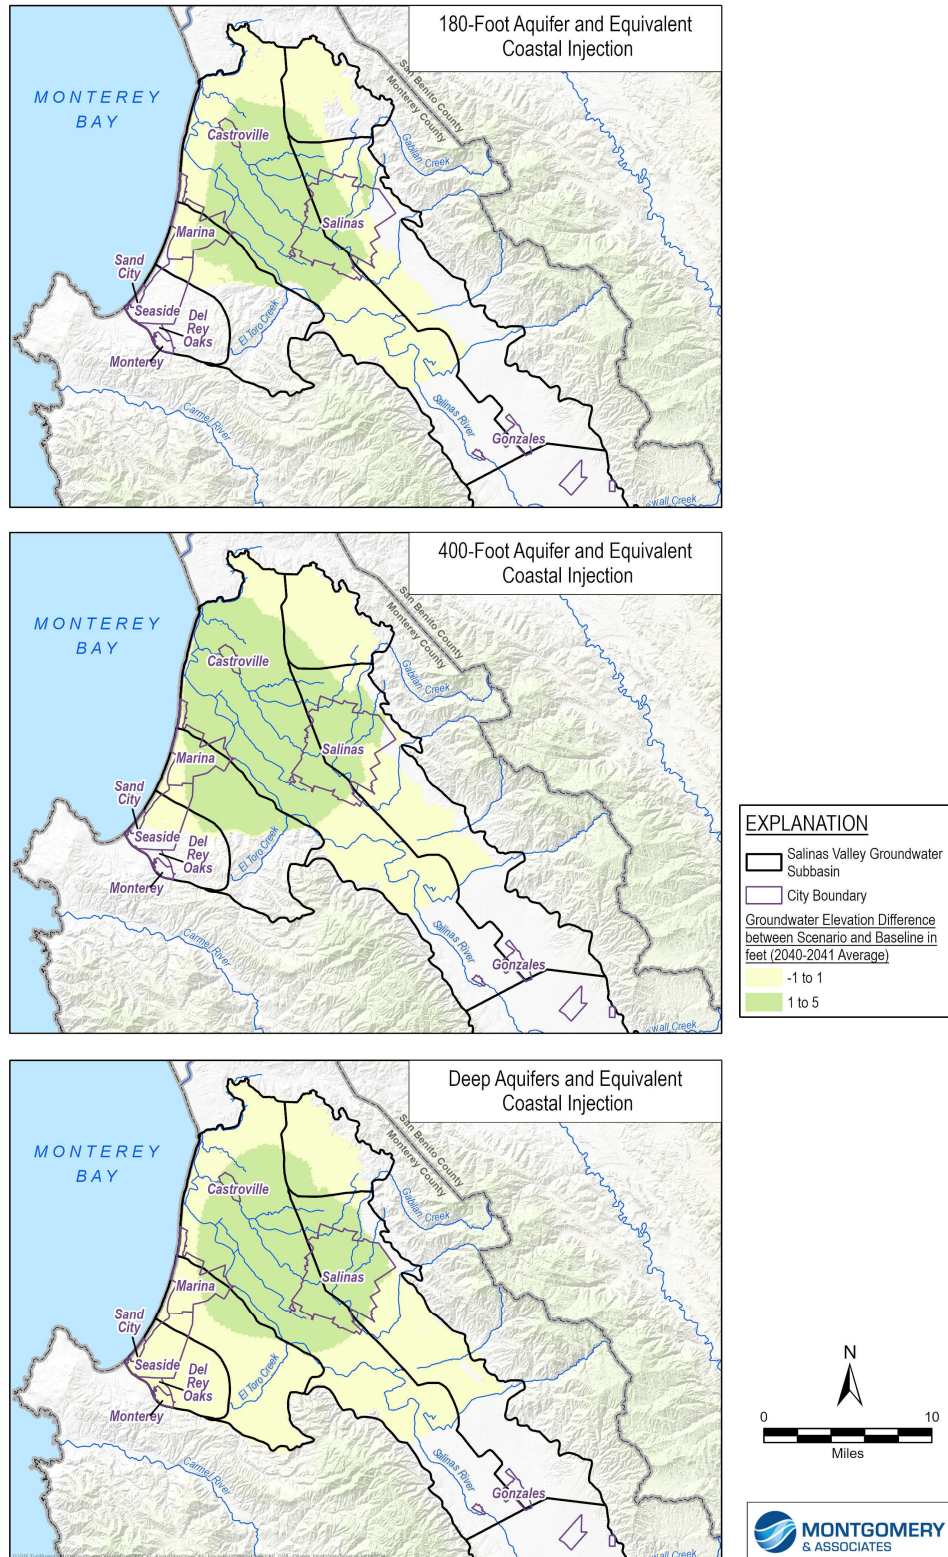 180-Foot Aquifer and Equivalent
Coastal Injection
MONTEREY
BAY
San Benito County
Monterey County
Castroville
Gabilan Creek
Salinas
Marina
Sand
City
Seaside
Del
Rey
Oaks
El Toro Creek
Monterey
Carmel River
Salinas River
Gonzales
wall Creek
400-Foot Aquifer and Equivalent
Coastal Injection
MONTEREY
BAY
San Benito County
Monterey County
Castroville
Gabilan Creek
Salinas
Marina
Sand
City
Seaside
Del
Rey
Oaks
El Toro Creek
Monterey
Carmel River
Salinas River
Gonzales
wall Creek
EXPLANATION
Salinas Valley Groundwater
Subbasin
City Boundary
Groundwater Elevation Difference
between Scenario and Baseline in
feet (2040-2041 Average)
-1 to 1
1 to 5
Deep Aquifers and Equivalent
Coastal Injection
MONTEREY
BAY
San Benito County
Monterey County
Castroville
Gabilan Creek
Salinas
Marina
Sand
City
Seaside
Del
Rey
Oaks
El Toro Creek
Monterey
Carmel River
Salinas River
Gonzales
wall Creek
N
0 10
Miles
MONTGOMERY
& ASSOCIATES